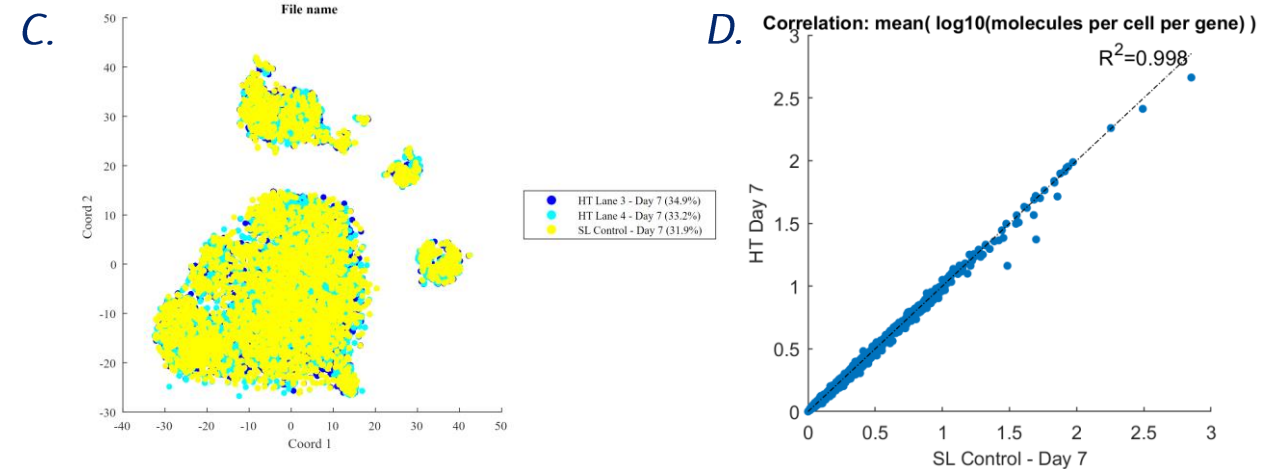 C.
File name
50
40
30
20
10
0
-10
-20
-30
-40 -30 -20 -10 0 10 20 30 40 50
Coord 1
Coord 2
HT Lane 3 - Day 7 (34.9%)
HT Lane 4 - Day 7 (33.2%)
SL Control - Day 7 (31.9%)
D.
Correlation: mean( log10(molecules per cell per gene) )
R²=0.998
3
2.5
2
1.5
1
0.5
0
0 0.5 1 1.5 2 2.5 3
SL Control - Day 7
HT Day 7